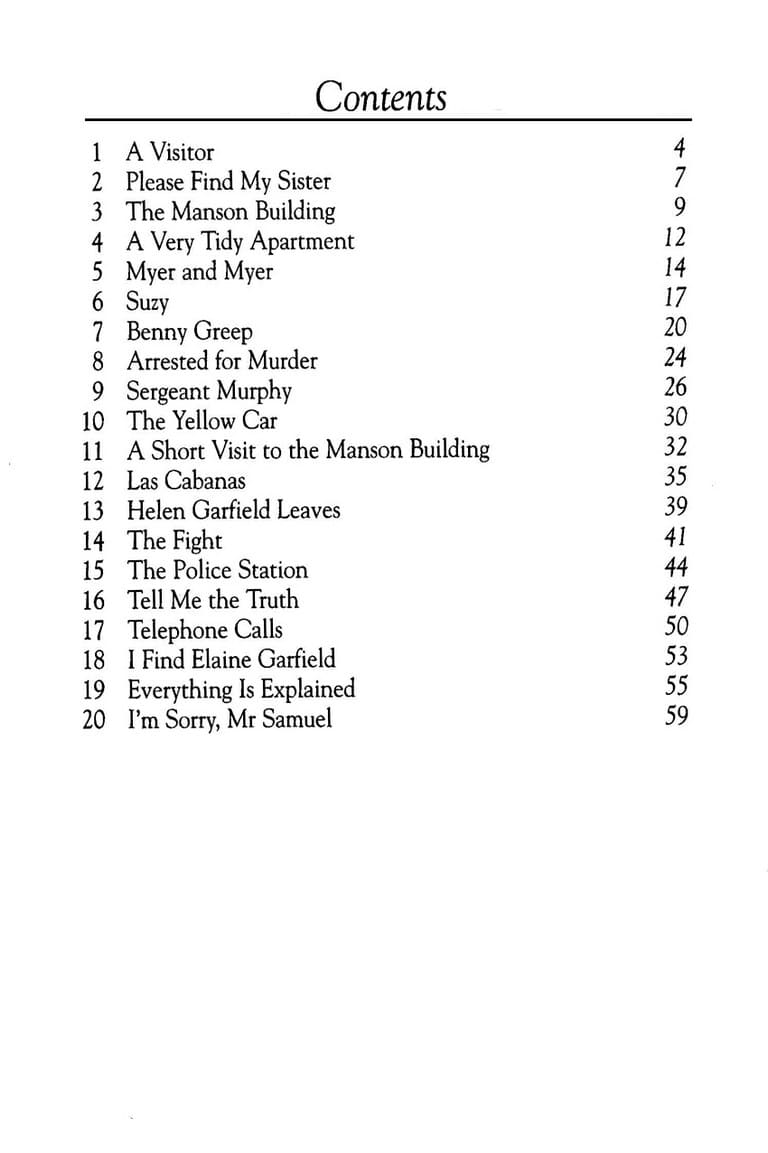 Contents
1 A Visitor 4
2 Please Find My Sister 7
3 The Manson Building 9
4 A Very Tidy Apartment 12
5 Myer and Myer 14
6 Suzy 17
7 Benny Greep 20
8 Arrested for Murder 24
9 Sergeant Murphy 26
10 The Yellow Car 30
11 A Short Visit to the Manson Building 32
12 Las Cabanas 35
13 Helen Garfield Leaves 39
14 The Fight 41
15 The Police Station 44
16 Tell Me the Truth 47
17 Telephone Calls 50
18 I Find Elaine Garfield 53
19 Everything Is Explained 55
20 I'm Sorry, Mr Samuel 59